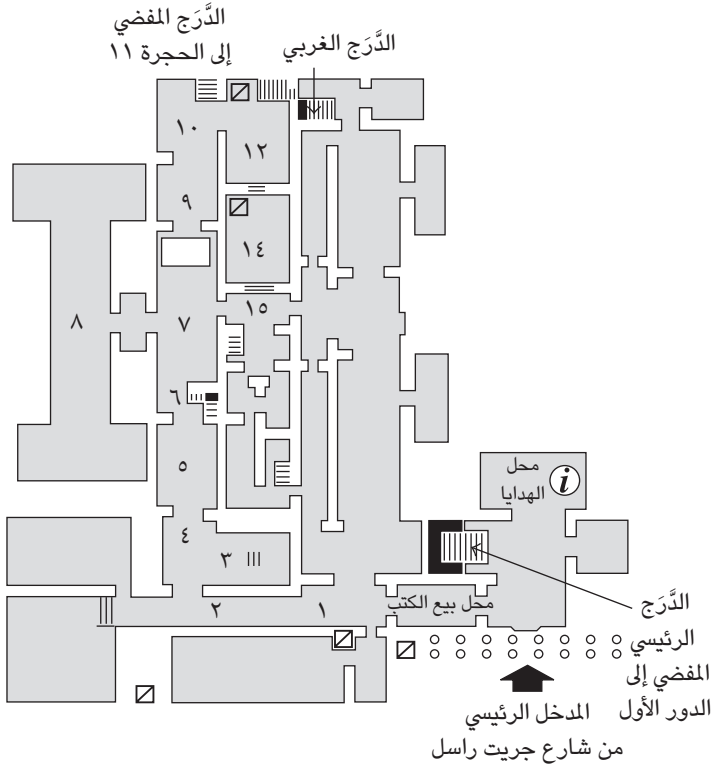 الدَّرَج المفضي
إلى الحجرة ١١
الدَّرَج الغربي
١٠
١٢
٩
١٤
١٥
٨
٧
٦
٥
٤
٣
٢
١
محل
الهدايا
i
محل بيع الكتب
الدَّرَج
الرئيسي
المفضي إلى
الدور الأول
المدخل الرئيسي
من شارع جريت راسل